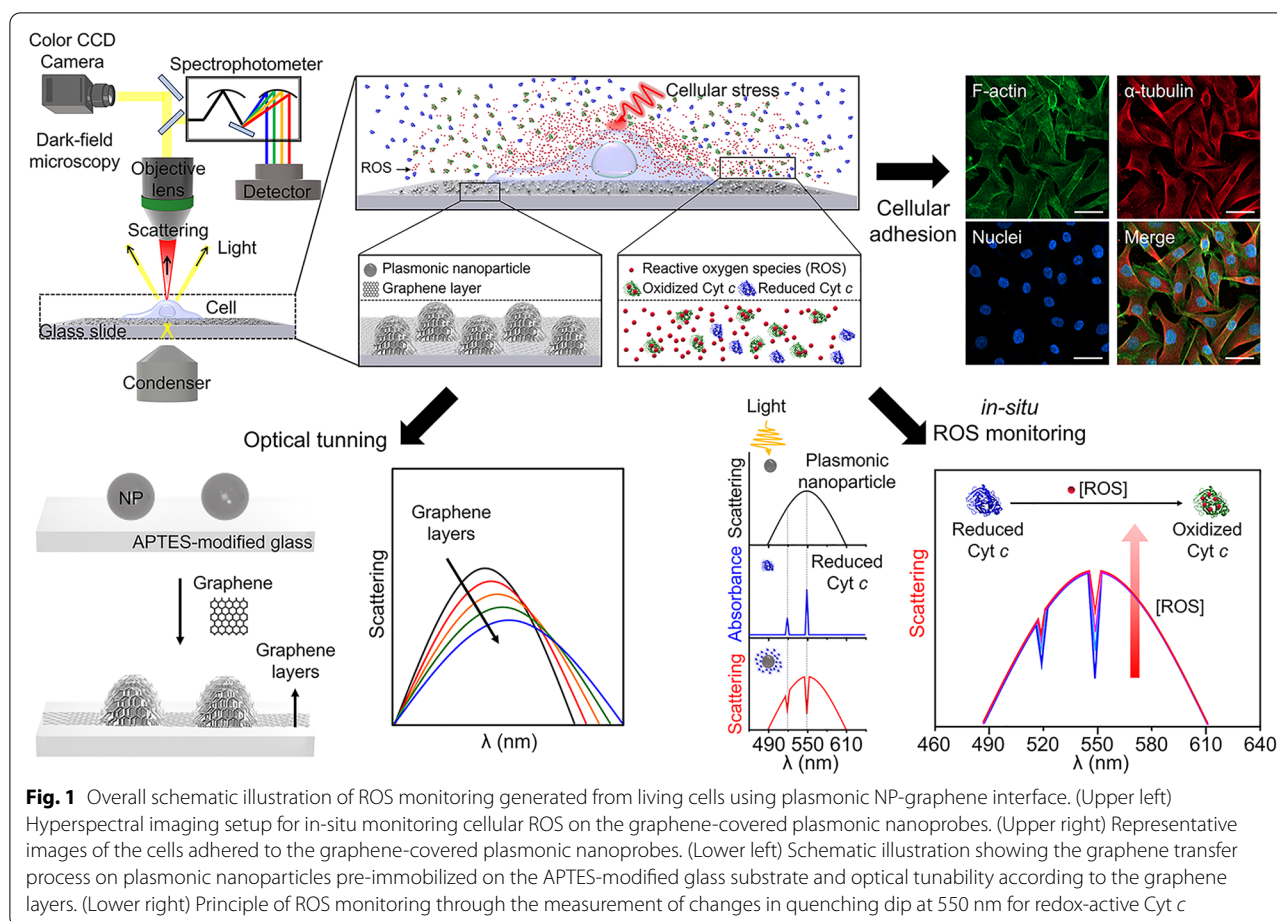 Color CCD
Camera
Spectrophotometer
Dark-field
microscopy
Objective
lens
Detector
Scattering
Light
Cell
Glass slide
Condenser
Cellular stress
ROS
Plasmonic nanoparticle
Graphene layer
Reactive oxygen species (ROS)
Oxidized Cyt c
Reduced Cyt c
Cellular
adhesion
F-actin
α-tubulin
Nuclei
Merge
Optical tunning
NP
APTES-modified glass
Graphene
Graphene
layers
Graphene
layers
Scattering
λ (nm)
in-situ
ROS monitoring
Light
Scattering
Plasmonic
nanoparticle
Absorbance
Reduced
Cyt c
Scattering
490 550 610
λ (nm)
[ROS]
Reduced
Cyt c
Oxidized
Cyt c
[ROS]
Scattering
460 490 520 550 580 610 640
λ (nm)
Fig. 1 Overall schematic illustration of ROS monitoring generated from living cells using plasmonic NP-graphene interface. (Upper left)
Hyperspectral imaging setup for in-situ monitoring cellular ROS on the graphene-covered plasmonic nanoprobes. (Upper right) Representative
images of the cells adhered to the graphene-covered plasmonic nanoprobes. (Lower left) Schematic illustration showing the graphene transfer
process on plasmonic nanoparticles pre-immobilized on the APTES-modified glass substrate and optical tunability according to the graphene
layers. (Lower right) Principle of ROS monitoring through the measurement of changes in quenching dip at 550 nm for redox-active Cyt c